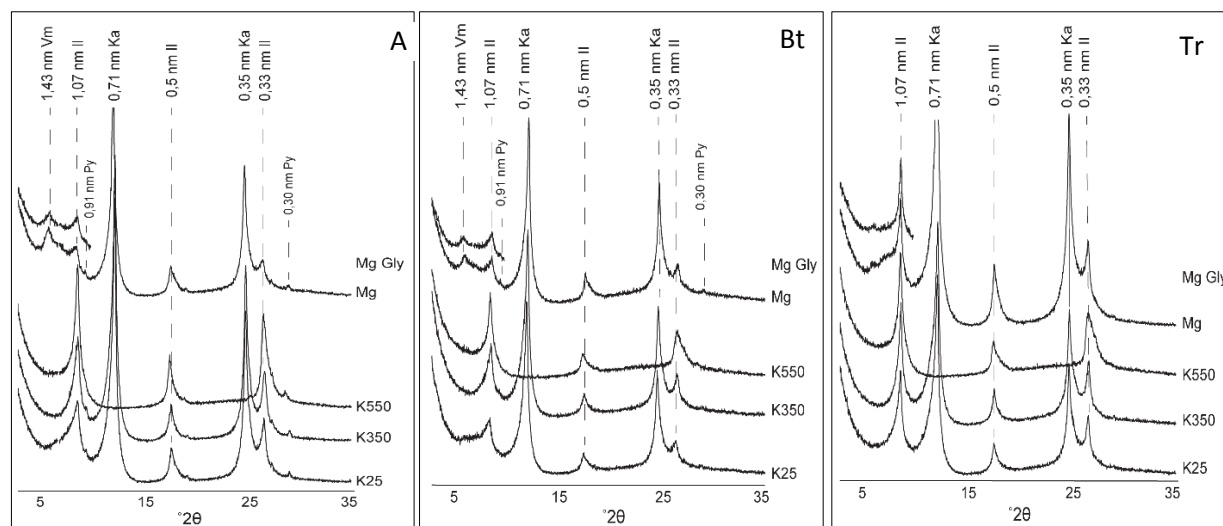 A
1,43 nm Vm
1,07 nm Il
0,91 nm Py
0,71 nm Ka
0,5 nm Il
0,35 nm Ka
0,33 nm Il
0,30 nm Py
Mg Gly
Mg
K550
K350
K25
5 15 25 35
°2θ
Bt
1,43 nm Vm
1,07 nm Il
0,91 nm Py
0,71 nm Ka
0,5 nm Il
0,35 nm Ka
0,33 nm Il
0,30 nm Py
Mg Gly
Mg
K550
K350
K25
5 15 25 35
°2θ
Tr
1,07 nm Il
0,71 nm Ka
0,5 nm Il
0,35 nm Ka
0,33 nm Il
Mg Gly
Mg
K550
K350
K25
5 15 25 35
°2θ